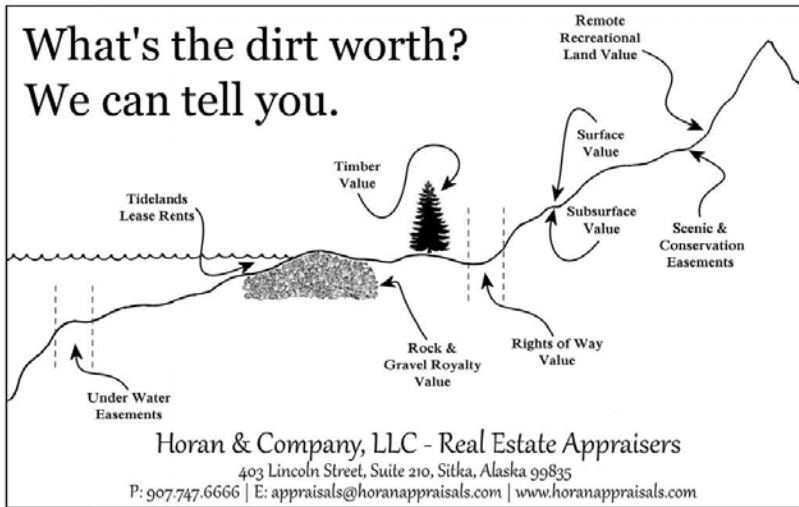 What's the dirt worth?
We can tell you.
Remote
Recreational
Land Value
Surface
Value
Timber
Value
Tidelands
Lease Rents
Subsurface
Value
Scenic &
Conservation
Easements
Rights of Way
Value
Rock &
Gravel Royalty
Value
Under Water
Easements
Horan & Company, LLC - Real Estate Appraisers
403 Lincoln Street, Suite 210, Sitka, Alaska 99835
P: 907.747.6666 | E: appraisals@horanappraisals.com | www.horanappraisals.com